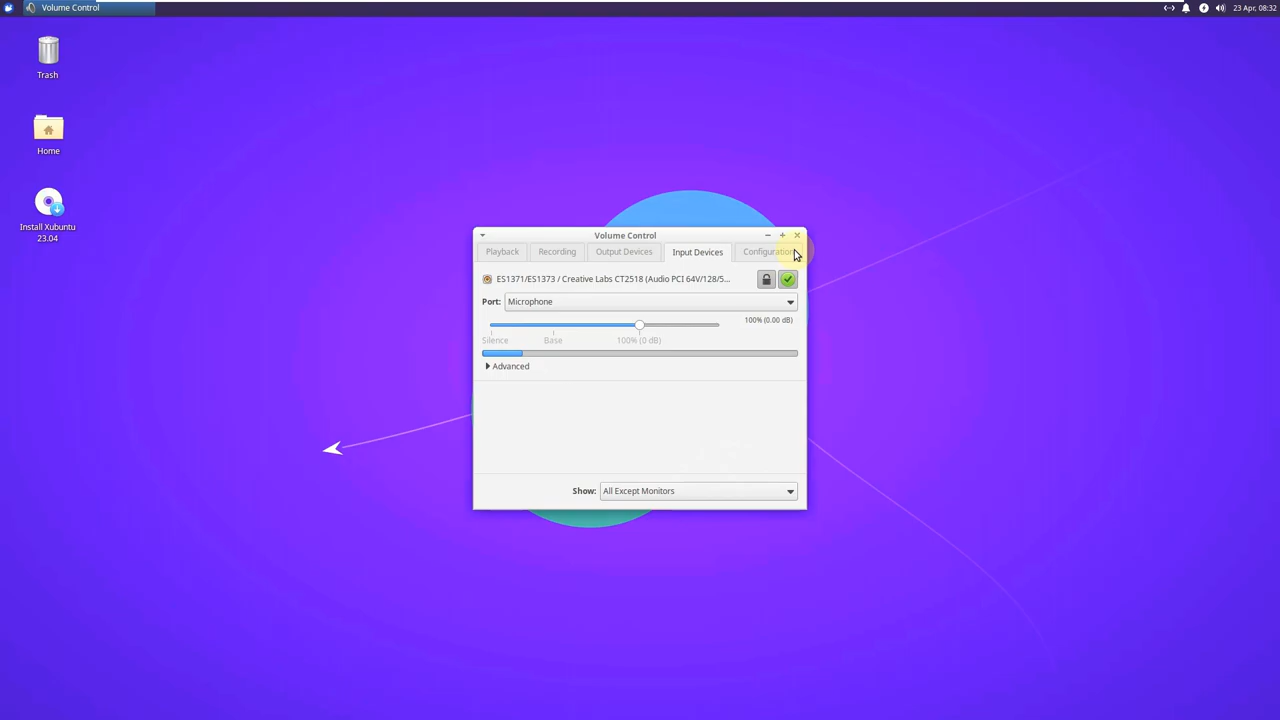 Volume Control
23 Apr, 08:32
Trash
Home
Install Xubuntu
23.04
Volume Control
Playback
Recording
Output Devices
Input Devices
Configuration
ES1371/ES1373 / Creative Labs CT2518 (Audio PCI 64V/128/5...
Port: Microphone
100% (0.00 dB)
Silence
Base
100% (0 dB)
Advanced
Show: All Except Monitors